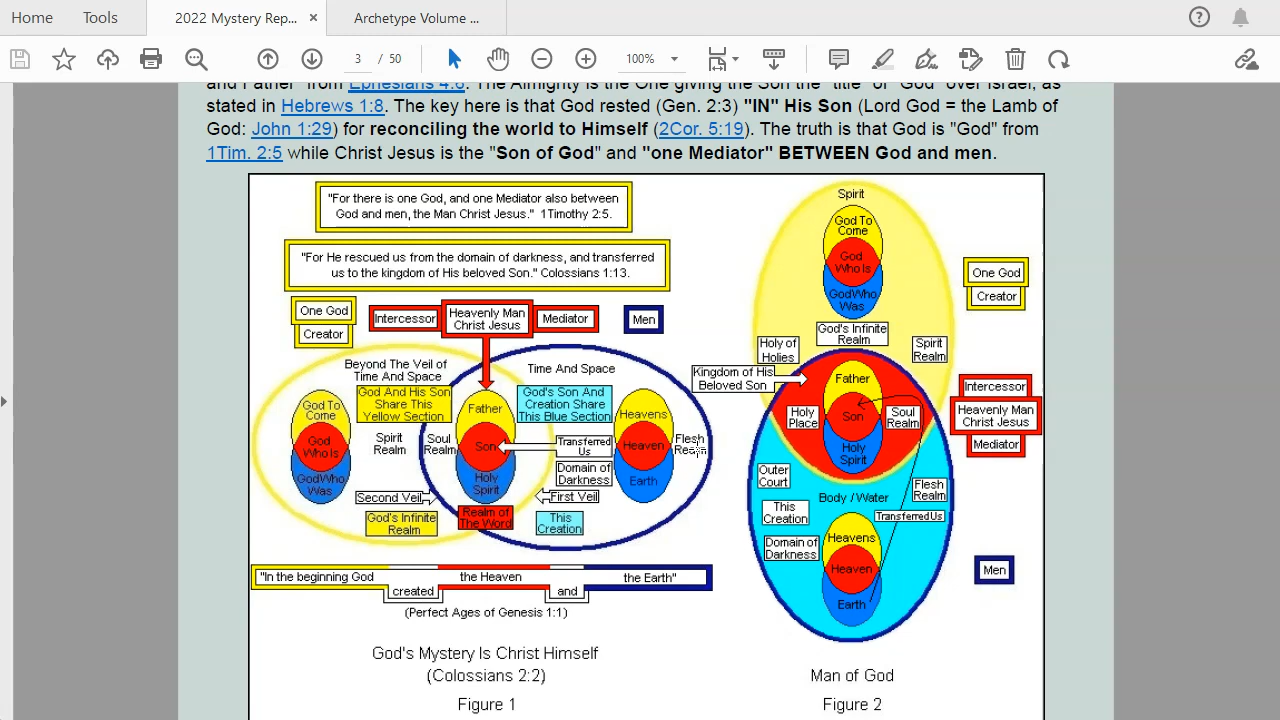 Home
Tools
2022 Mystery Rep...
×
Archetype Volume ...
3 / 50
100%
and Father" from Ephesians 4:6. The Almighty is the One giving the Son the "title" of "God" over Israel, as
stated in Hebrews 1:8. The key here is that God rested (Gen. 2:3) "IN" His Son (Lord God = the Lamb of
God: John 1:29) for reconciling the world to Himself (2Cor. 5:19). The truth is that God is "God" from
1Tim. 2:5 while Christ Jesus is the "Son of God" and "one Mediator" BETWEEN God and men.
"For there is one God, and one Mediator also between
God and men, the Man Christ Jesus." 1Timothy 2:5.
"For He rescued us from the domain of darkness, and transferred
us to the kingdom of His beloved Son." Colossians 1:13.
One God
Creator
Intercessor
Heavenly Man
Christ Jesus
Mediator
Men
Beyond The Veil of
Time And Space
Time And Space
God And His Son
Share This
Yellow Section
God's Son And
Creation Share
This Blue Section
God To
Come
God
Who Is
God Who
Was
Spirit
Realm
Soul
Realm
Father
Son
Holy
Spirit
Transferred
Us
Domain of
Darkness
Heavens
Heaven
Earth
Flesh
Realm
Second Veil
First Veil
God's Infinite
Realm
Realm of
The Word
This
Creation
"In the beginning God
created
the Heaven
and
the Earth"
(Perfect Ages of Genesis 1:1)
God's Mystery Is Christ Himself
(Colossians 2:2)
Figure 1
Spirit
God To
Come
God
Who Is
God Who
Was
God's Infinite
Realm
Holy of
Holies
Spirit
Realm
One God
Creator
Kingdom of His
Beloved Son
Father
Son
Holy
Spirit
Holy
Place
Soul
Realm
Intercessor
Heavenly Man
Christ Jesus
Mediator
Outer
Court
Body / Water
Flesh
Realm
This
Creation
Transferred Us
Domain of
Darkness
Heavens
Heaven
Earth
Men
Man of God
Figure 2